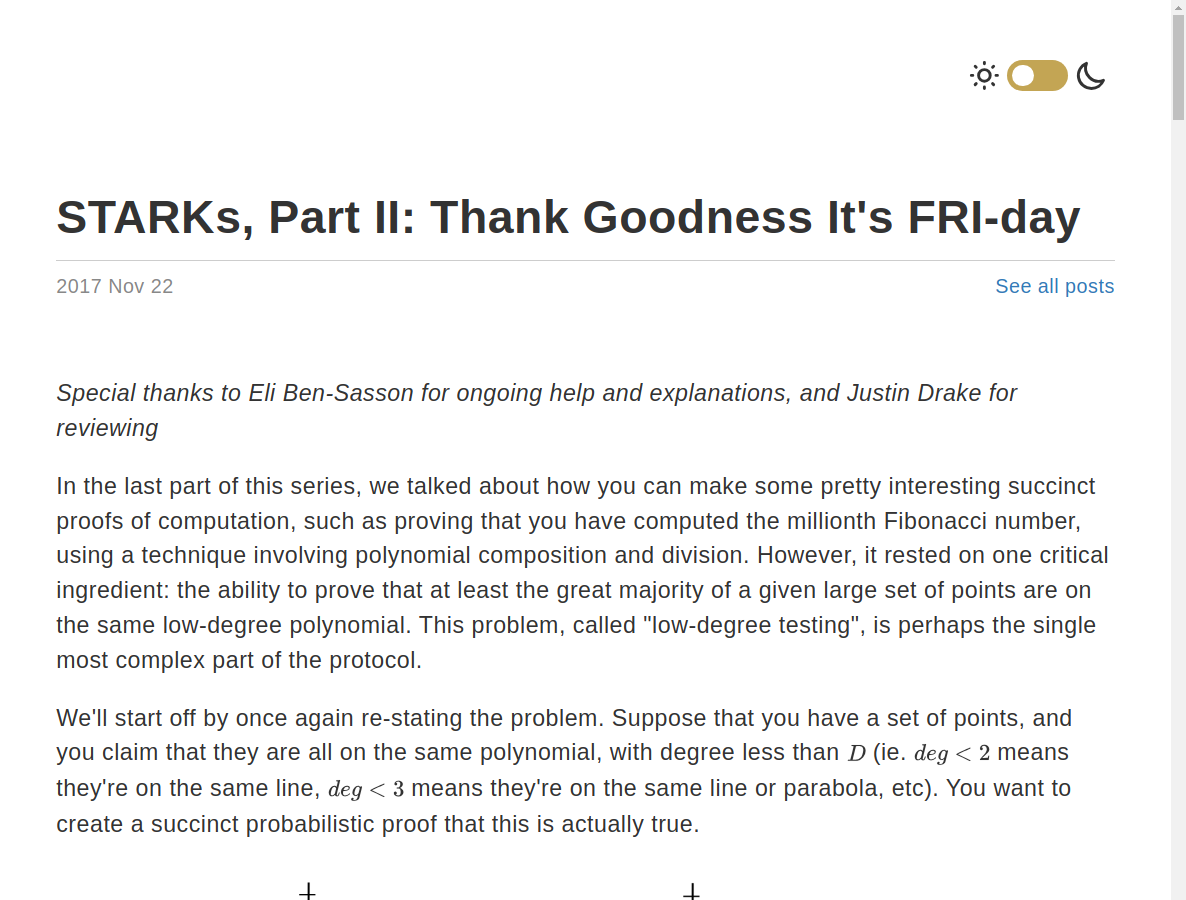 STARKs, Part II: Thank Goodness It's FRI-day
2017 Nov 22
See all posts
Special thanks to Eli Ben-Sasson for ongoing help and explanations, and Justin Drake for
reviewing
In the last part of this series, we talked about how you can make some pretty interesting succinct
proofs of computation, such as proving that you have computed the millionth Fibonacci number,
using a technique involving polynomial composition and division. However, it rested on one critical
ingredient: the ability to prove that at least the great majority of a given large set of points are on
the same low-degree polynomial. This problem, called "low-degree testing", is perhaps the single
most complex part of the protocol.
We'll start off by once again re-stating the problem. Suppose that you have a set of points, and
you claim that they are all on the same polynomial, with degree less than D (ie. deg < 2 means
they're on the same line, deg < 3 means they're on the same line or parabola, etc). You want to
create a succinct probabilistic proof that this is actually true.